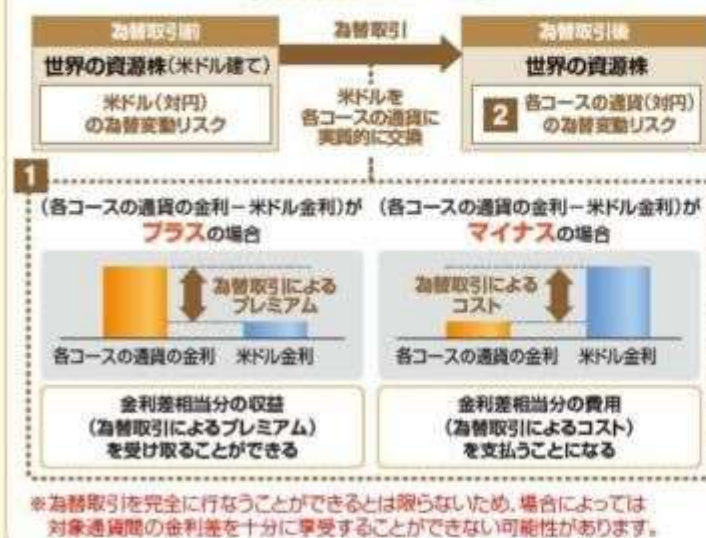 為替取引前
為替取引
為替取引後
世界の資源株(米ドル建て)
世界の資源株
米ドル(対円)
の為替変動リスク
米ドルを
各コースの通貨に
実質的に交換
2 各コースの通貨(対円)
の為替変動リスク
1
(各コースの通貨の金利－米ドル金利)が
プラスの場合
(各コースの通貨の金利－米ドル金利)が
マイナスの場合
為替取引による
プレミアム
為替取引による
コスト
各コースの通貨の金利 米ドル金利
各コースの通貨の金利 米ドル金利
金利差相当分の収益
(為替取引によるプレミアム)
を受け取ることができる
金利差相当分の費用
(為替取引によるコスト)
を支払うことになる
※為替取引を完全に行なうことができるとは限らないため、場合によっては
対象通貨間の金利差を十分に享受することができない可能性があります。